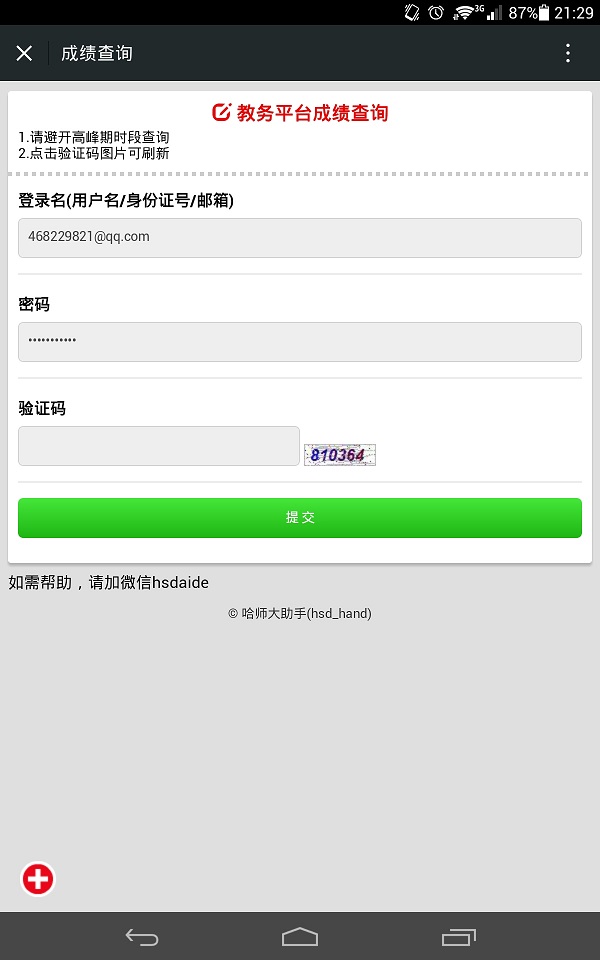 3G 87% 21:29
成绩查询
教务平台成绩查询
1.请避开高峰期时段查询
2.点击验证码图片可刷新
登录名(用户名/身份证号/邮箱)
468229821@qq.com
密码
•••••••••••
验证码
810364
提交
如需帮助，请加微信hsdaide
© 哈师大助手(hsd_hand)